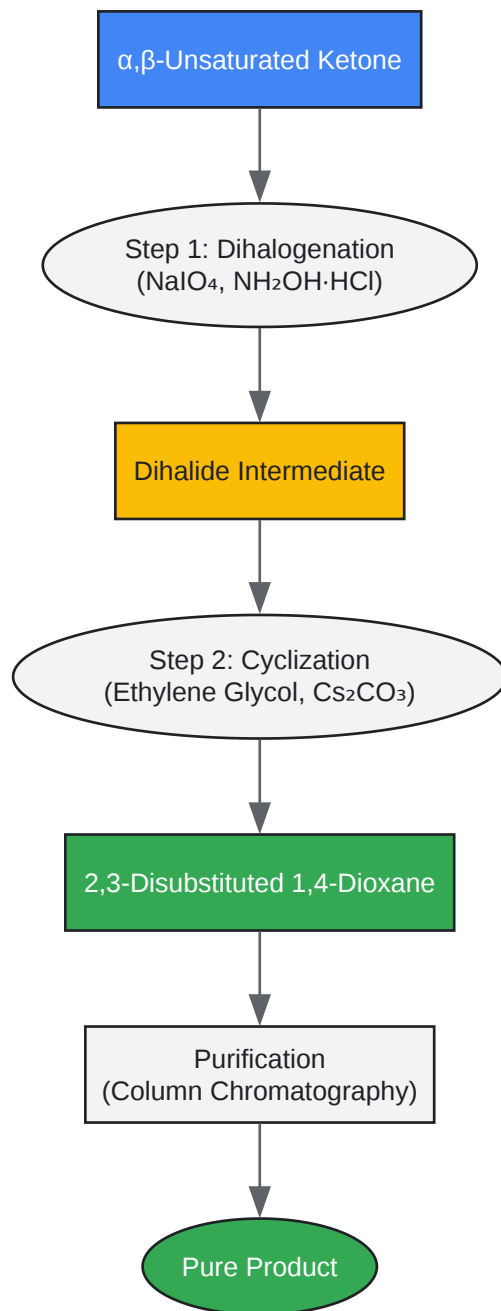 α,β-Unsaturated Ketone
Step 1: Dihalogenation
(NaIO₄, NH₂OH·HCl)
Dihalide Intermediate
Step 2: Cyclization
(Ethylene Glycol, Cs₂CO₃)
2,3-Disubstituted 1,4-Dioxane
Purification
(Column Chromatography)
Pure Product